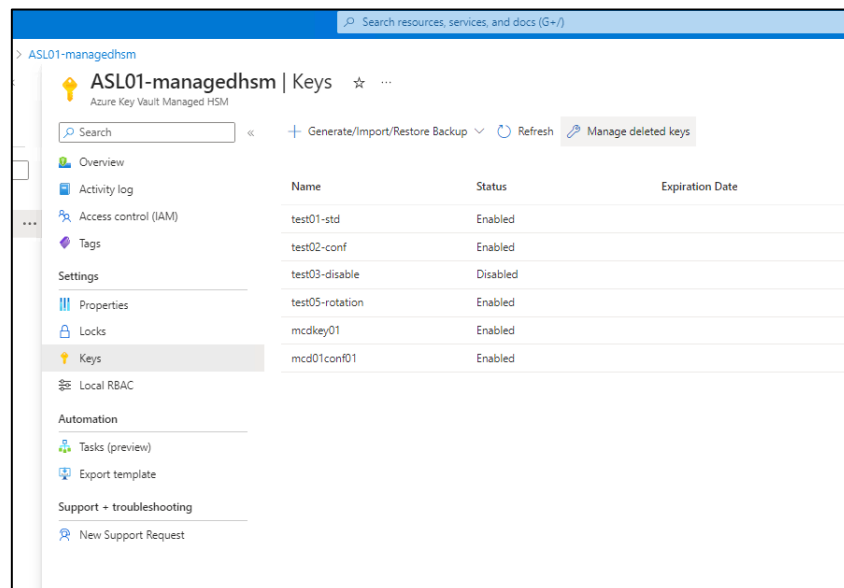 Search resources, services, and docs (G+/)
> ASL01-managedhsm
ASL01-managedhsm | Keys ☆ ···
Azure Key Vault Managed HSM
Search «
Generate/Import/Restore Backup Refresh Manage deleted keys
Overview
Activity log
Access control (IAM)
Tags
Settings
Properties
Locks
Keys
Local RBAC
Automation
Tasks (preview)
Export template
Support + troubleshooting
New Support Request
Name Status Expiration Date
test01-std Enabled
test02-conf Enabled
test03-disable Disabled
test05-rotation Enabled
mcdkey01 Enabled
mcd01conf01 Enabled